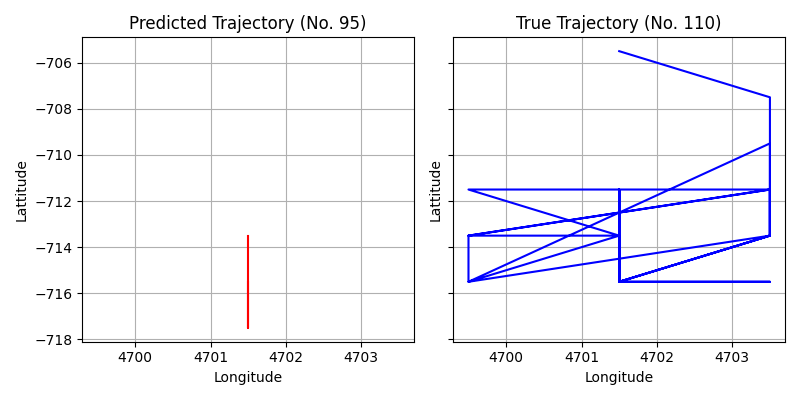 Predicted Trajectory (No. 95)
True Trajectory (No. 110)
−706
−708
−710
−712
−714
−716
−718
Lattitude
Lattitude
4700 4701 4702 4703
4700 4701 4702 4703
Longitude
Longitude